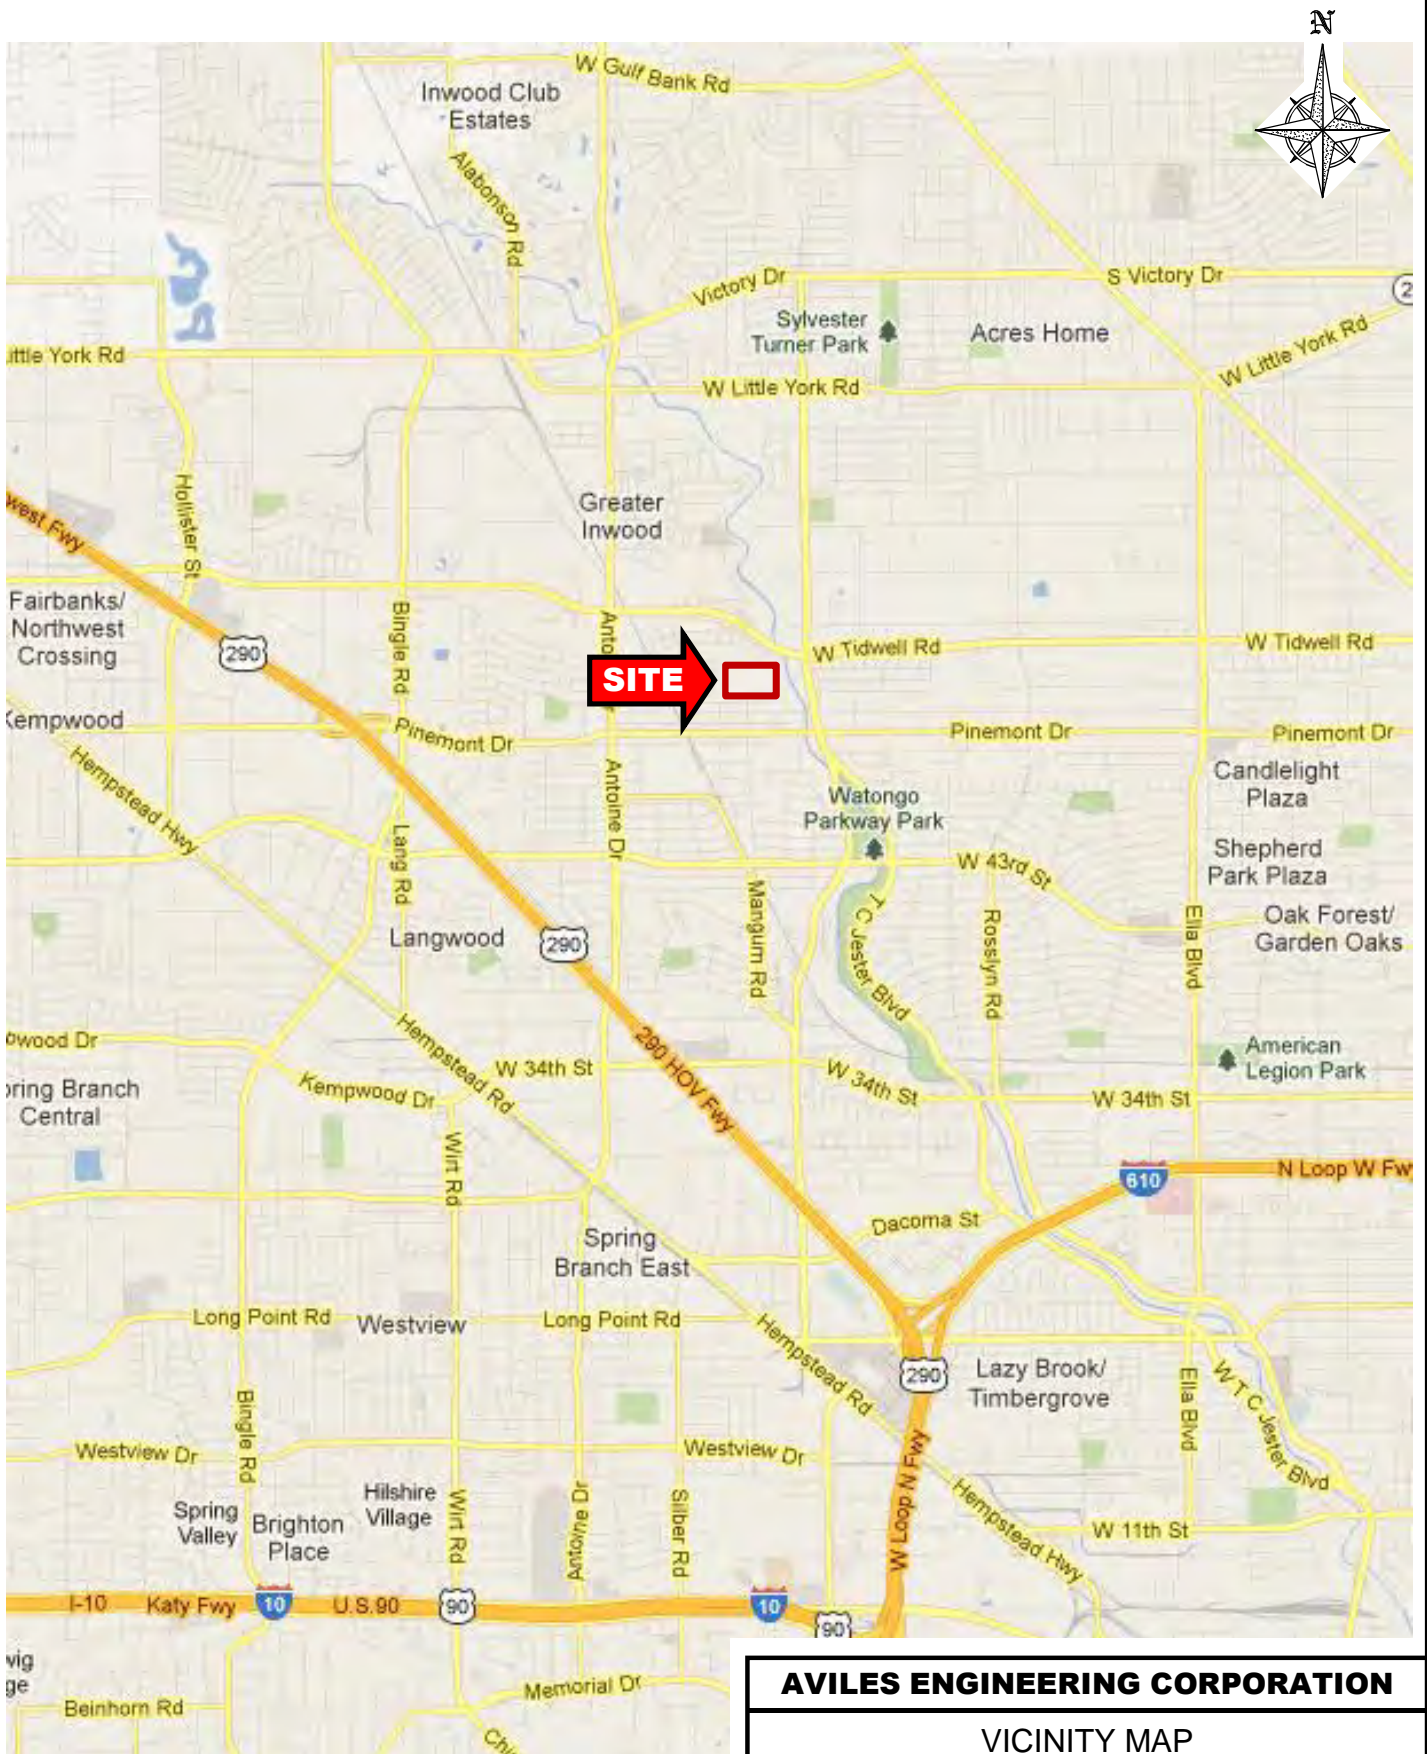 N
W Gulf Bank Rd
Inwood Club
Estates
Alabonson Rd
Victory Dr
S Victory Dr
2
Sylvester
Turner Park
Acres Home
ittle York Rd
W Little York Rd
W Little York Rd
Hollister St
Greater
Inwood
west Fwy
Fairbanks/
Northwest
Crossing
290
Bingle Rd
Anto
W Tidwell Rd
W Tidwell Rd
SITE
Kempwood
Pinemont Dr
Pinemont Dr
Pinemont Dr
Hempstead Hwy
Antoine Dr
Candlelight
Plaza
Watongo
Parkway Park
Lang Rd
W 43rd St
Shepherd
Park Plaza
Mangum Rd
T C Jester Blvd
Rosslyn Rd
Ella Blvd
Oak Forest/
Garden Oaks
Langwood
290
owood Dr
Hempstead Rd
290 HOV Fwy
W 34th St
W 34th St
American
Legion Park
pring Branch
Central
Kempwood Dr
W 34th St
Wirt Rd
610
N Loop W Fwy
Dacoma St
Spring
Branch East
Long Point Rd
Westview
Long Point Rd
Hempstead Rd
290
Lazy Brook/
Timbergrove
Ella Blvd
W T C Jester Blvd
Bingle Rd
Westview Dr
Westview Dr
W Loop N Fwy
Spring
Valley
Brighton
Place
Hilshire
Village
Wirt Rd
Antoine Dr
Silber Rd
Hempstead Hwy
W 11th St
I-10
Katy Fwy
10
U.S.90
90
10
90
wig
ge
Beinhorn Rd
Memorial Dr
Chi
AVILES ENGINEERING CORPORATION
VICINITY MAP